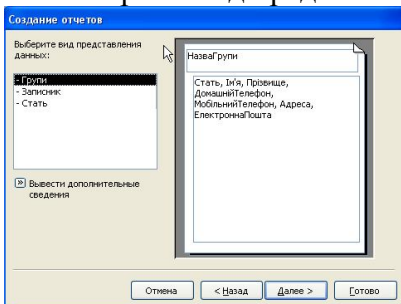 Создание отчетов
Выберите вид представления
данных:
- Групи
- Записник
- Стать
Вывести дополнительные
сведения
НазваГрупи
Стать, Ім'я, Прізвище,
ДомашнійТелефон,
МобільнийТелефон, Адреса,
ЕлектроннаПошта
Отмена
< Назад
Далее >
Готово